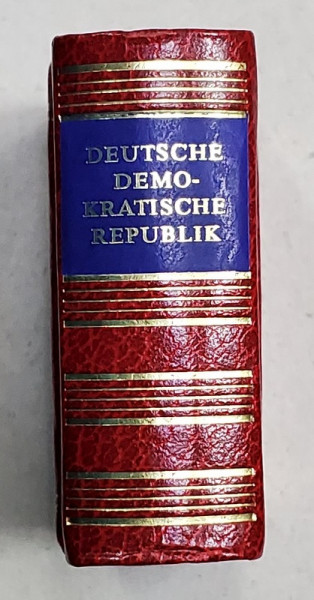 DEUTSCHE
DEMO-
KRATISCHE
REPUBLIK